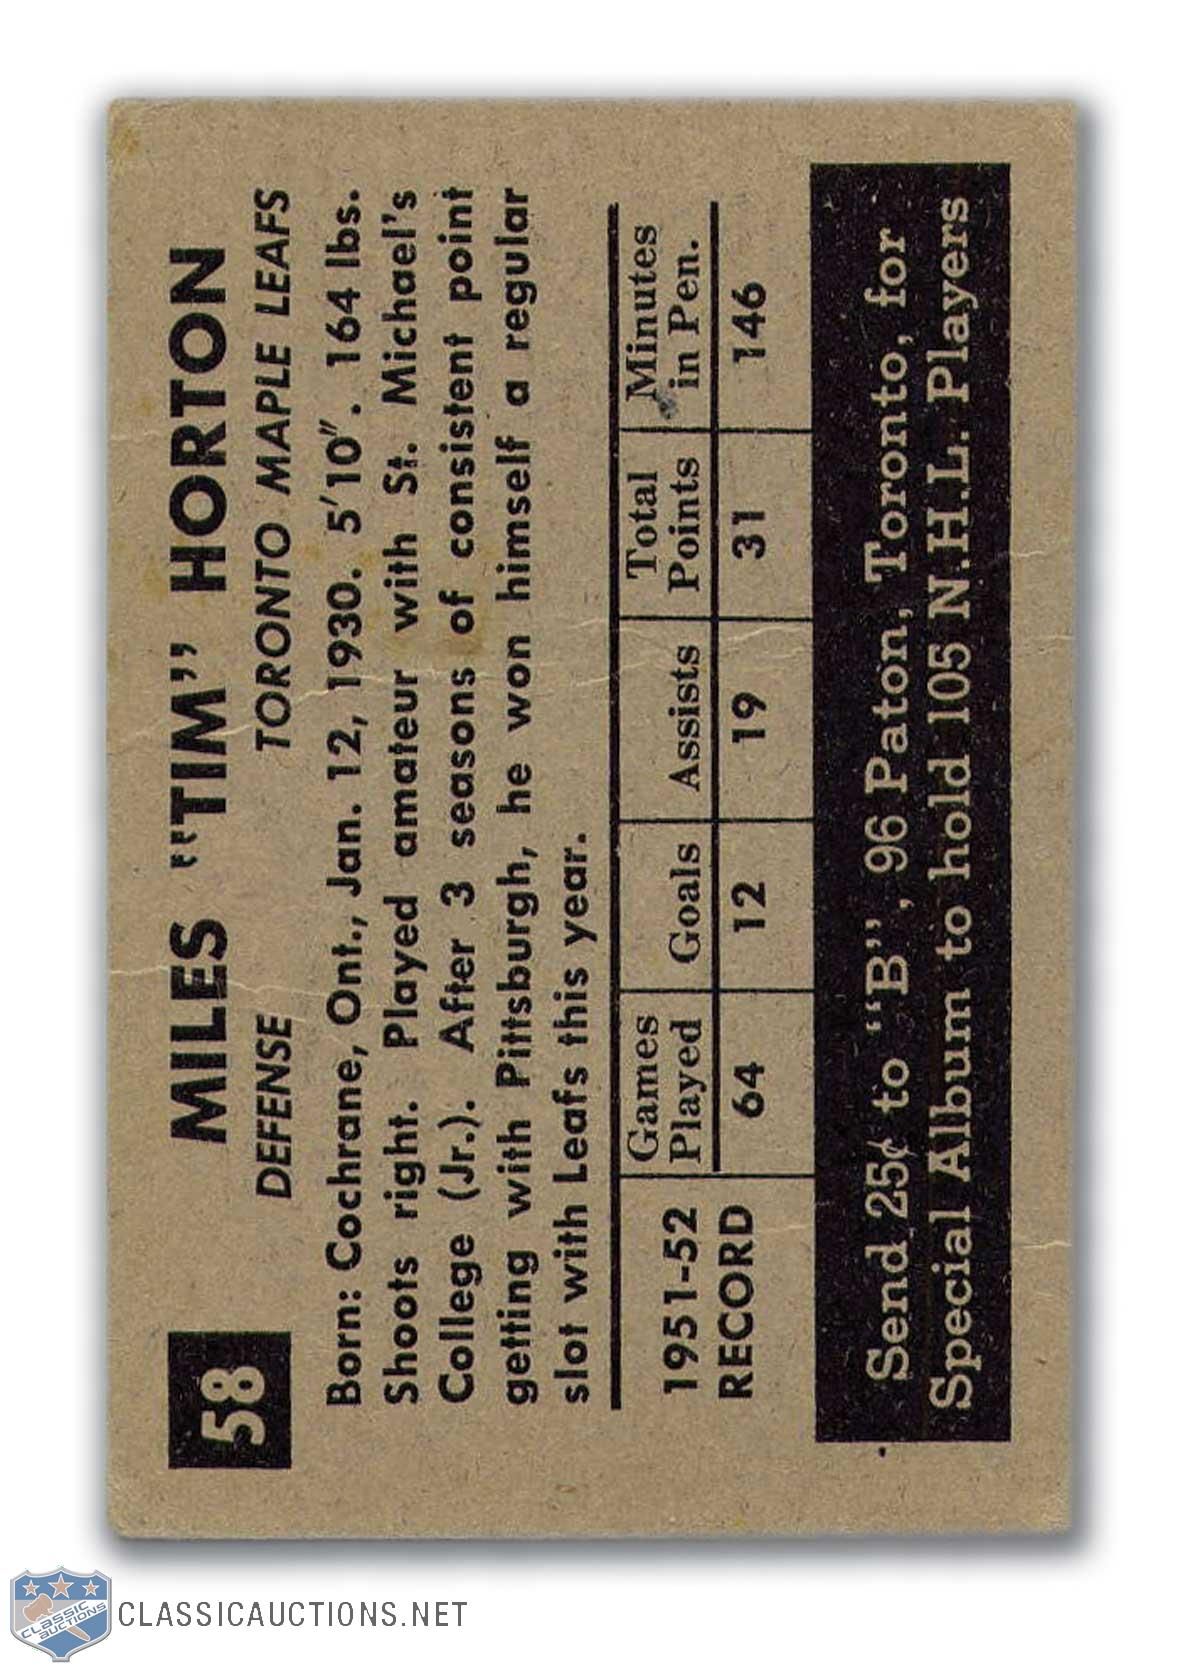 58
MILES "TIM" HORTON
DEFENSE TORONTO MAPLE LEAFS
Born: Cochrane, Ont., Jan. 12, 1930. 5'10". 164 lbs.
Shoots right. Played amateur with St. Michael's
College (Jr.). After 3 seasons of consistent point
getting with Pittsburgh, he won himself a regular
slot with Leafs this year.
1951-52 RECORD
Games Played Goals Assists Total Points Minutes in Pen.
64 12 19 31 146
Send 25¢ to "B", 96 Paton, Toronto, for
Special Album to hold 105 N.H.L. Players
CLASSIC AUCTIONS
CLASSICAUCTIONS.NET